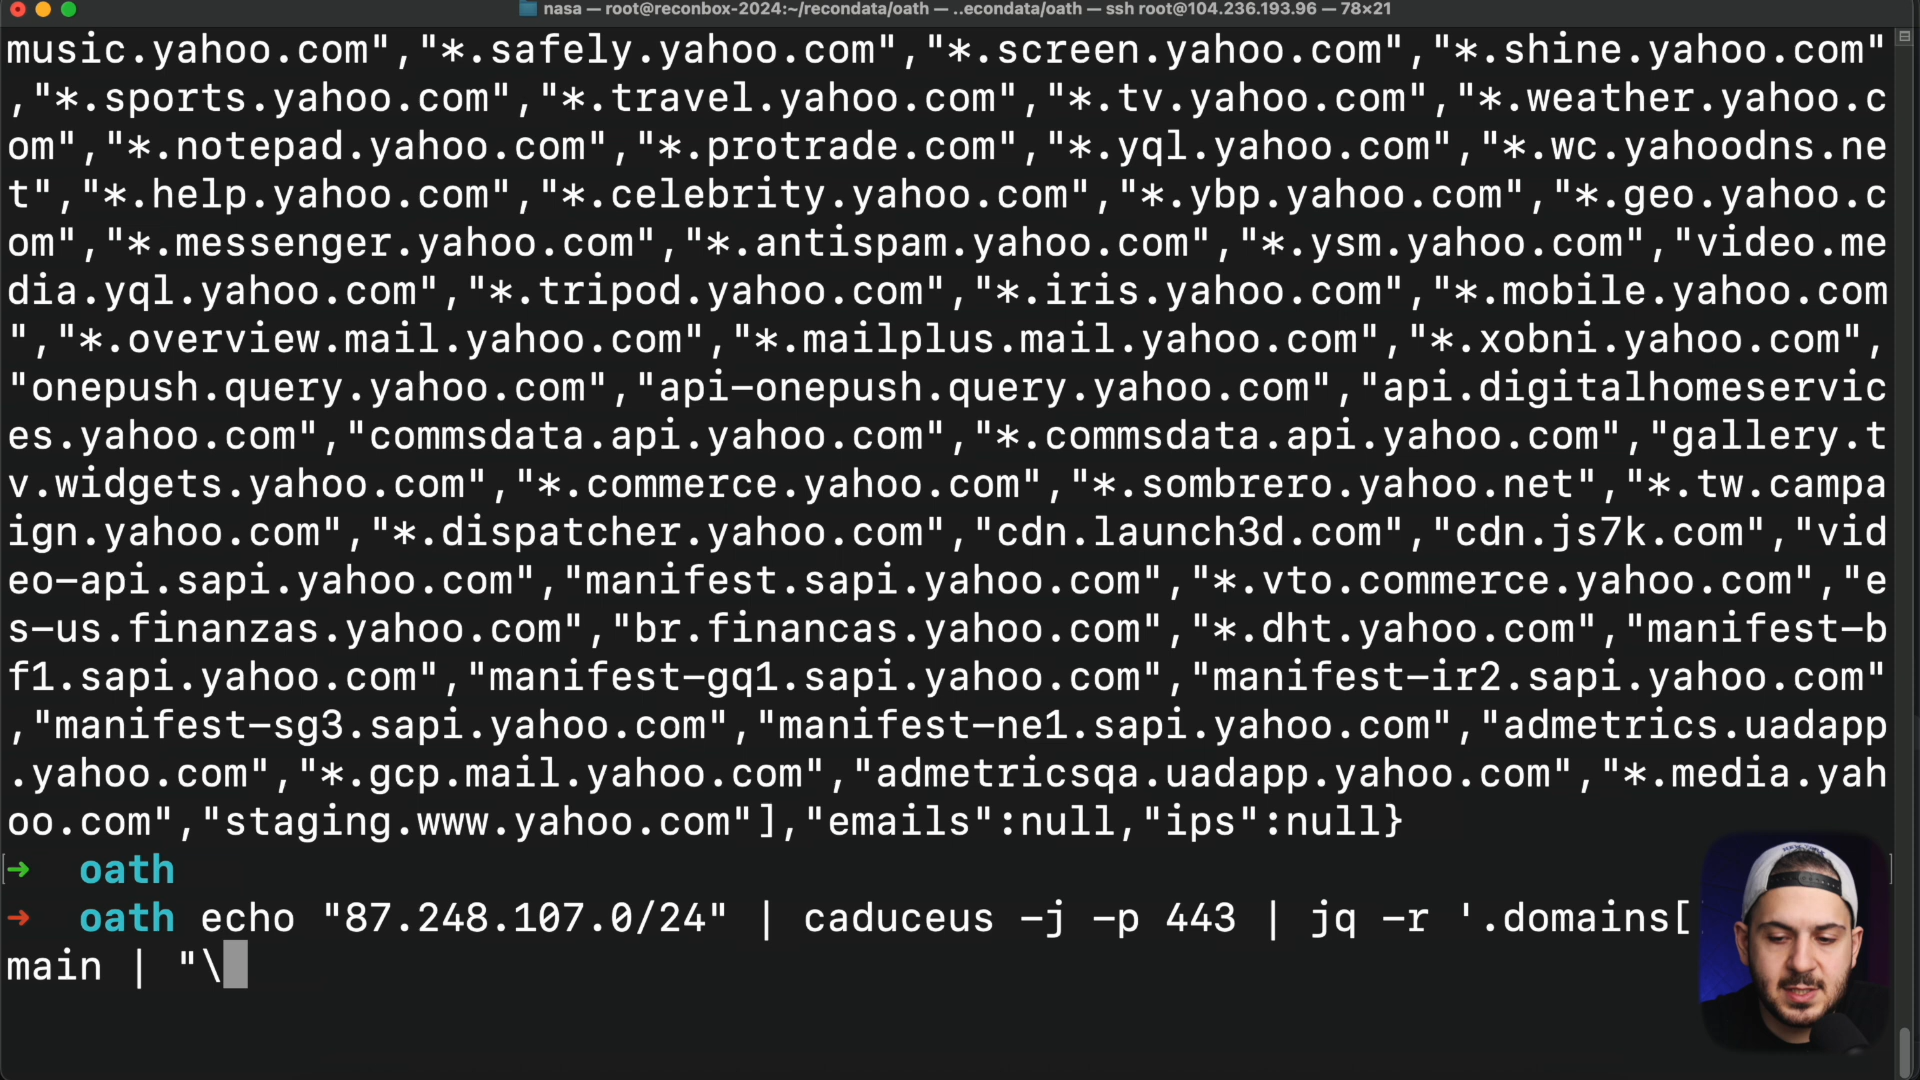 nasa — root@reconbox-2024:~/recondata/oath — ..econdata/oath — ssh root@104.236.193.96 — 78×21
music.yahoo.com","*.safely.yahoo.com","*.screen.yahoo.com","*.shine.yahoo.com"
,"*.sports.yahoo.com","*.travel.yahoo.com","*.tv.yahoo.com","*.weather.yahoo.c
om","*.notepad.yahoo.com","*.protrade.com","*.yql.yahoo.com","*.wc.yahoodns.ne
t","*.help.yahoo.com","*.celebrity.yahoo.com","*.ybp.yahoo.com","*.geo.yahoo.c
om","*.messenger.yahoo.com","*.antispam.yahoo.com","*.ysm.yahoo.com","video.me
dia.yql.yahoo.com","*.tripod.yahoo.com","*.iris.yahoo.com","*.mobile.yahoo.com
","*.overview.mail.yahoo.com","*.mailplus.mail.yahoo.com","*.xobni.yahoo.com",
"onepush.query.yahoo.com","api-onepush.query.yahoo.com","api.digitalhomeservic
es.yahoo.com","commsdata.api.yahoo.com","*.commsdata.api.yahoo.com","gallery.t
v.widgets.yahoo.com","*.commerce.yahoo.com","*.sombrero.yahoo.net","*.tw.campa
ign.yahoo.com","*.dispatcher.yahoo.com","cdn.launch3d.com","cdn.js7k.com","vid
eo-api.sapi.yahoo.com","manifest.sapi.yahoo.com","*.vto.commerce.yahoo.com","e
s-us.finanzas.yahoo.com","br.financas.yahoo.com","*.dht.yahoo.com","manifest-b
f1.sapi.yahoo.com","manifest-gq1.sapi.yahoo.com","manifest-ir2.sapi.yahoo.com"
,"manifest-sg3.sapi.yahoo.com","manifest-ne1.sapi.yahoo.com","admetrics.uadapp
.yahoo.com","*.gcp.mail.yahoo.com","admetricsqa.uadapp.yahoo.com","*.media.yah
oo.com","staging.www.yahoo.com"],"emails":null,"ips":null}
➜ oath
➜ oath echo "87.248.107.0/24" | caduceus -j -p 443 | jq -r '.domains[
main | "\